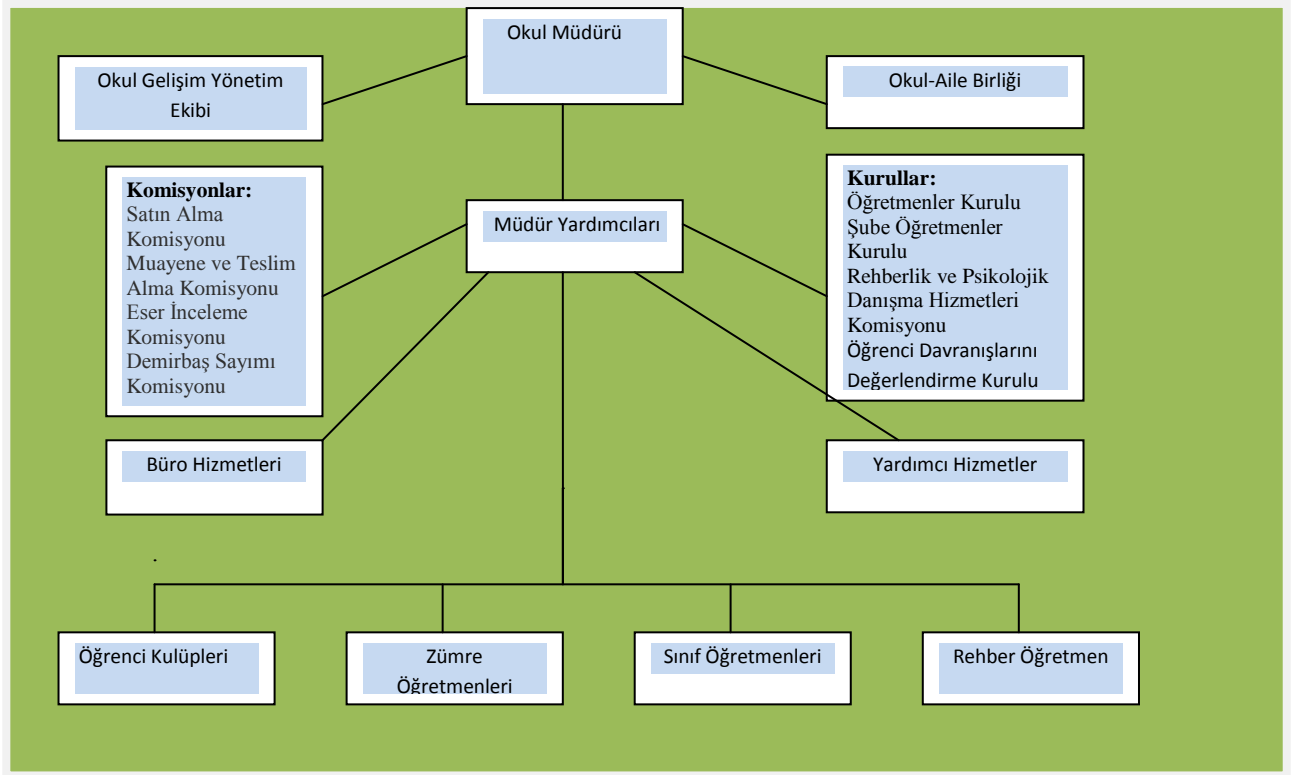 Okul Müdürü
Okul Gelişim Yönetim
Ekibi
Okul-Aile Birliği
Komisyonlar:
Satın Alma
Komisyonu
Muayene ve Teslim
Alma Komisyonu
Eser İnceleme
Komisyonu
Demirbaş Sayımı
Komisyonu
Müdür Yardımcıları
Kurullar:
Öğretmenler Kurulu
Şube Öğretmenler
Kurulu
Rehberlik ve Psikolojik
Danışma Hizmetleri
Komisyonu
Öğrenci Davranışlarını
Değerlendirme Kurulu
Büro Hizmetleri
Yardımcı Hizmetler
Öğrenci Kulüpleri
Zümre
Öğretmenleri
Sınıf Öğretmenleri
Rehber Öğretmen